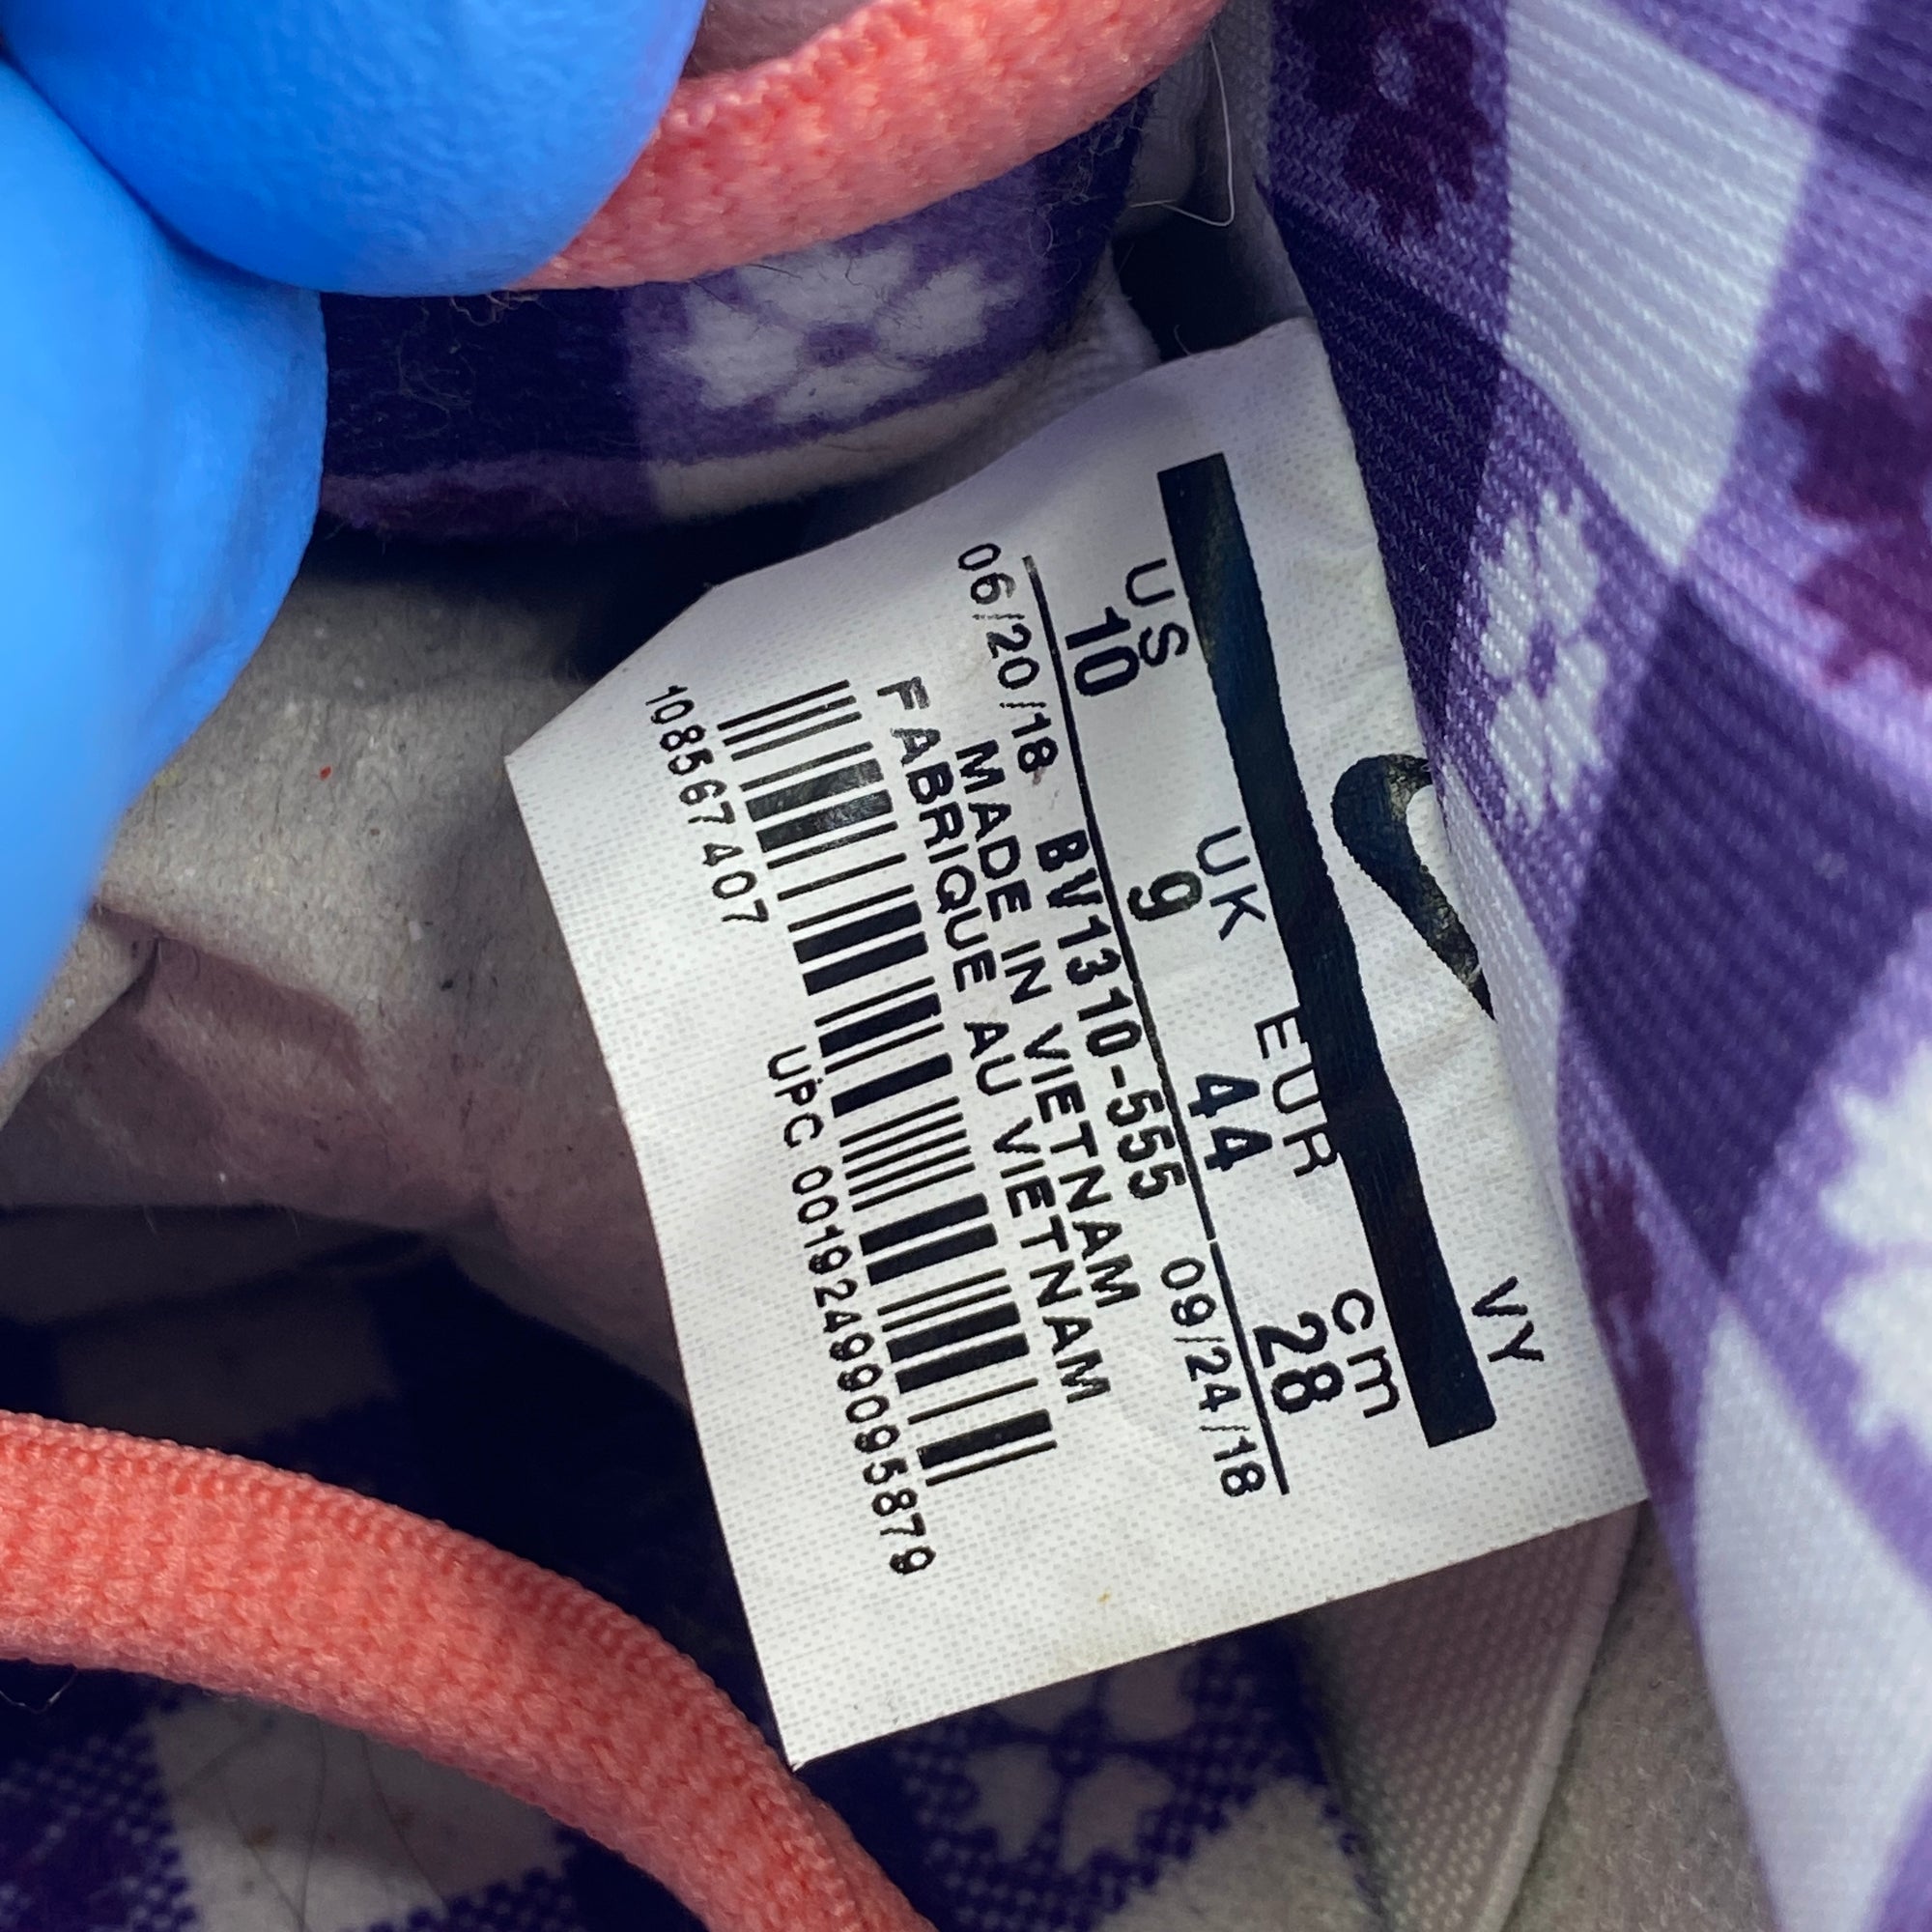 VY
US UK EUR cm
10 9 44 28
06/20/18 BV1310-555 09/24/18
MADE IN VIETNAM
FABRIQUE AU VIETNAM
108567407 UPC 00192499095879